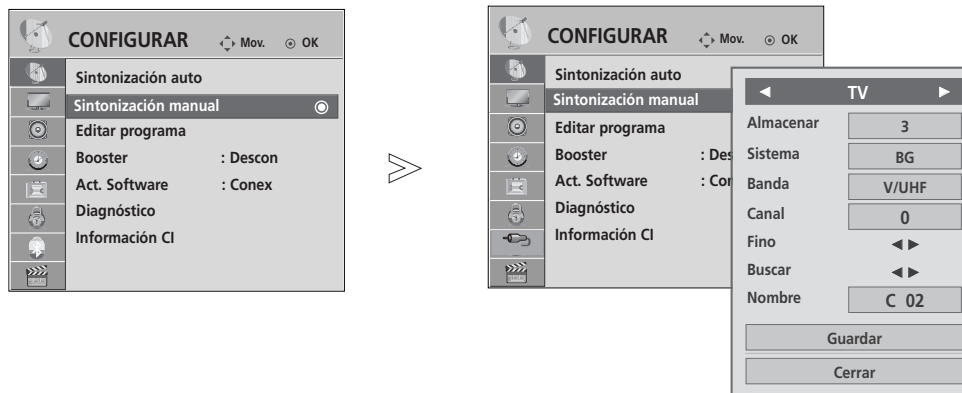 CONFIGURAR Mov. OK
Sintonización auto
Sintonización manual
Editar programa
Booster : Descon
Act. Software : Conex
Diagnóstico
Información CI
CONFIGURAR Mov. OK
Sintonización auto
Sintonización manual
Editar programa
Booster : Des
Act. Software : Con
Diagnóstico
Información CI
TV
Almacenar 3
Sistema BG
Banda V/UHF
Canal 0
Fino
Buscar
Nombre C 02
Guardar
Cerrar